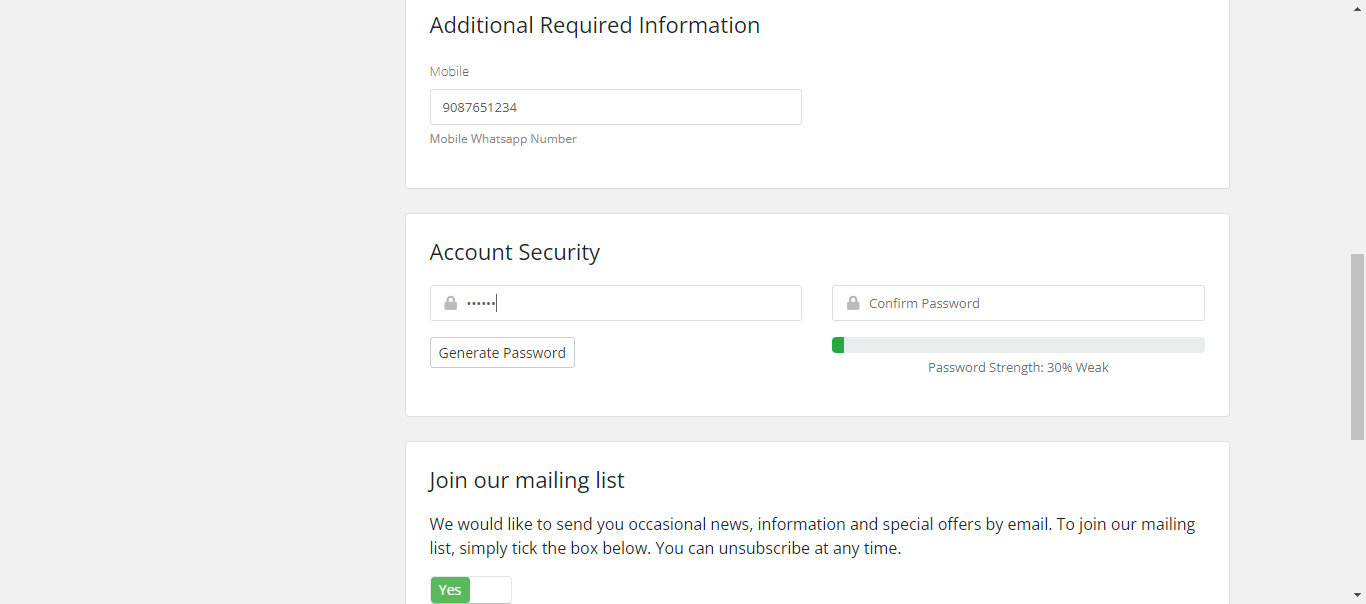 Additional Required Information
Mobile
9087651234
Mobile Whatsapp Number
Account Security
••••••
Confirm Password
Generate Password
Password Strength: 30% Weak
Join our mailing list
We would like to send you occasional news, information and special offers by email. To join our mailing
list, simply tick the box below. You can unsubscribe at any time.
Yes